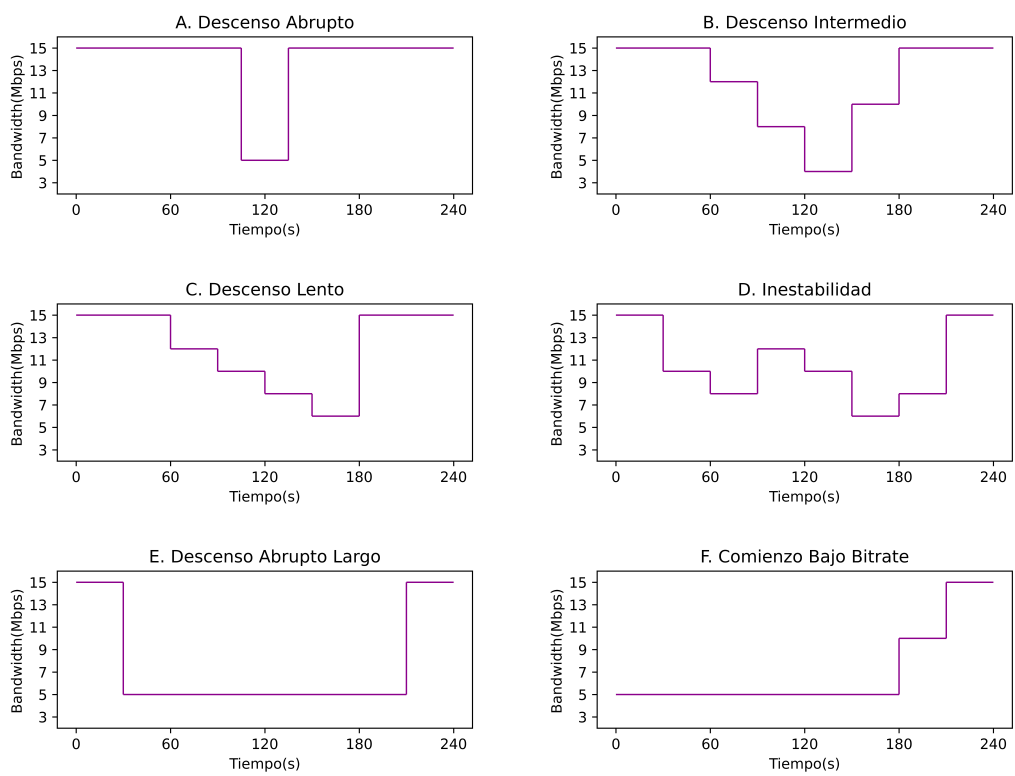 A. Descenso Abrupto
Bandwidth(Mbps)
15
13
11
9
7
5
3
0 60 120 180 240
Tiempo(s)
B. Descenso Intermedio
Bandwidth(Mbps)
15
13
11
9
7
5
3
0 60 120 180 240
Tiempo(s)
C. Descenso Lento
Bandwidth(Mbps)
15
13
11
9
7
5
3
0 60 120 180 240
Tiempo(s)
D. Inestabilidad
Bandwidth(Mbps)
15
13
11
9
7
5
3
0 60 120 180 240
Tiempo(s)
E. Descenso Abrupto Largo
Bandwidth(Mbps)
15
13
11
9
7
5
3
0 60 120 180 240
Tiempo(s)
F. Comienzo Bajo Bitrate
Bandwidth(Mbps)
15
13
11
9
7
5
3
0 60 120 180 240
Tiempo(s)